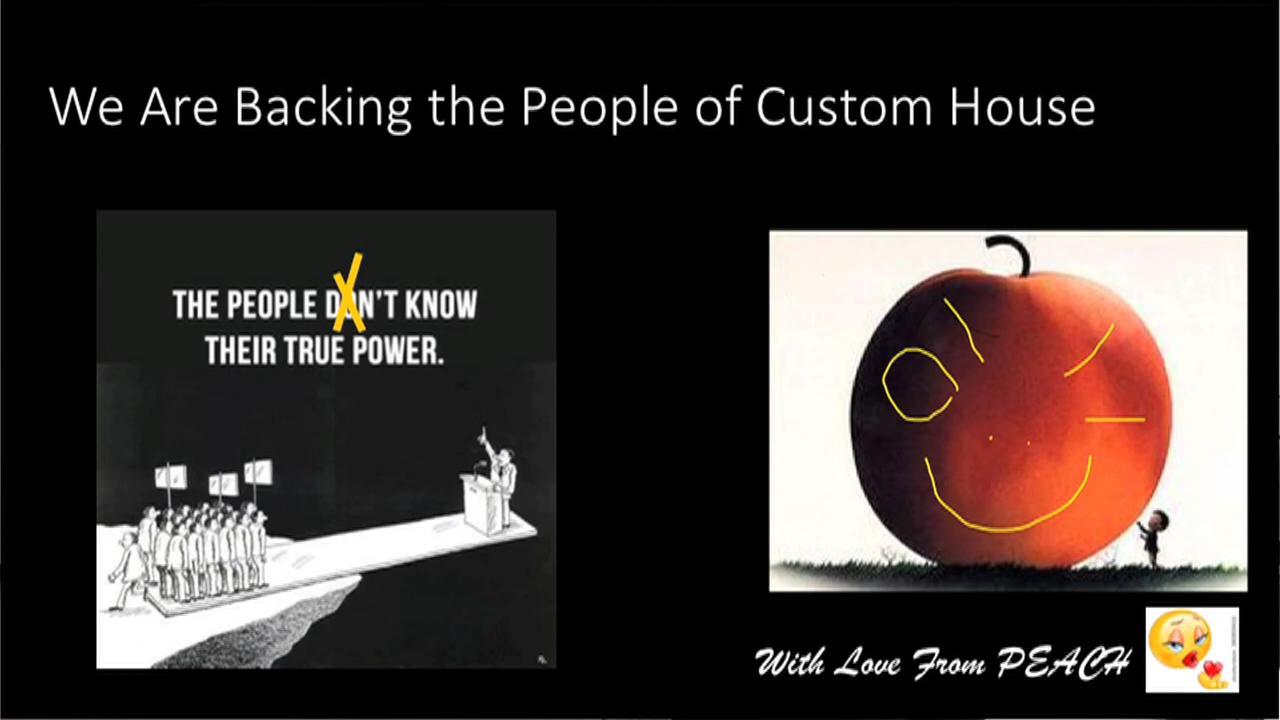 We Are Backing the People of Custom House
THE PEOPLE DON'T KNOW
THEIR TRUE POWER.
With Love From PEACH